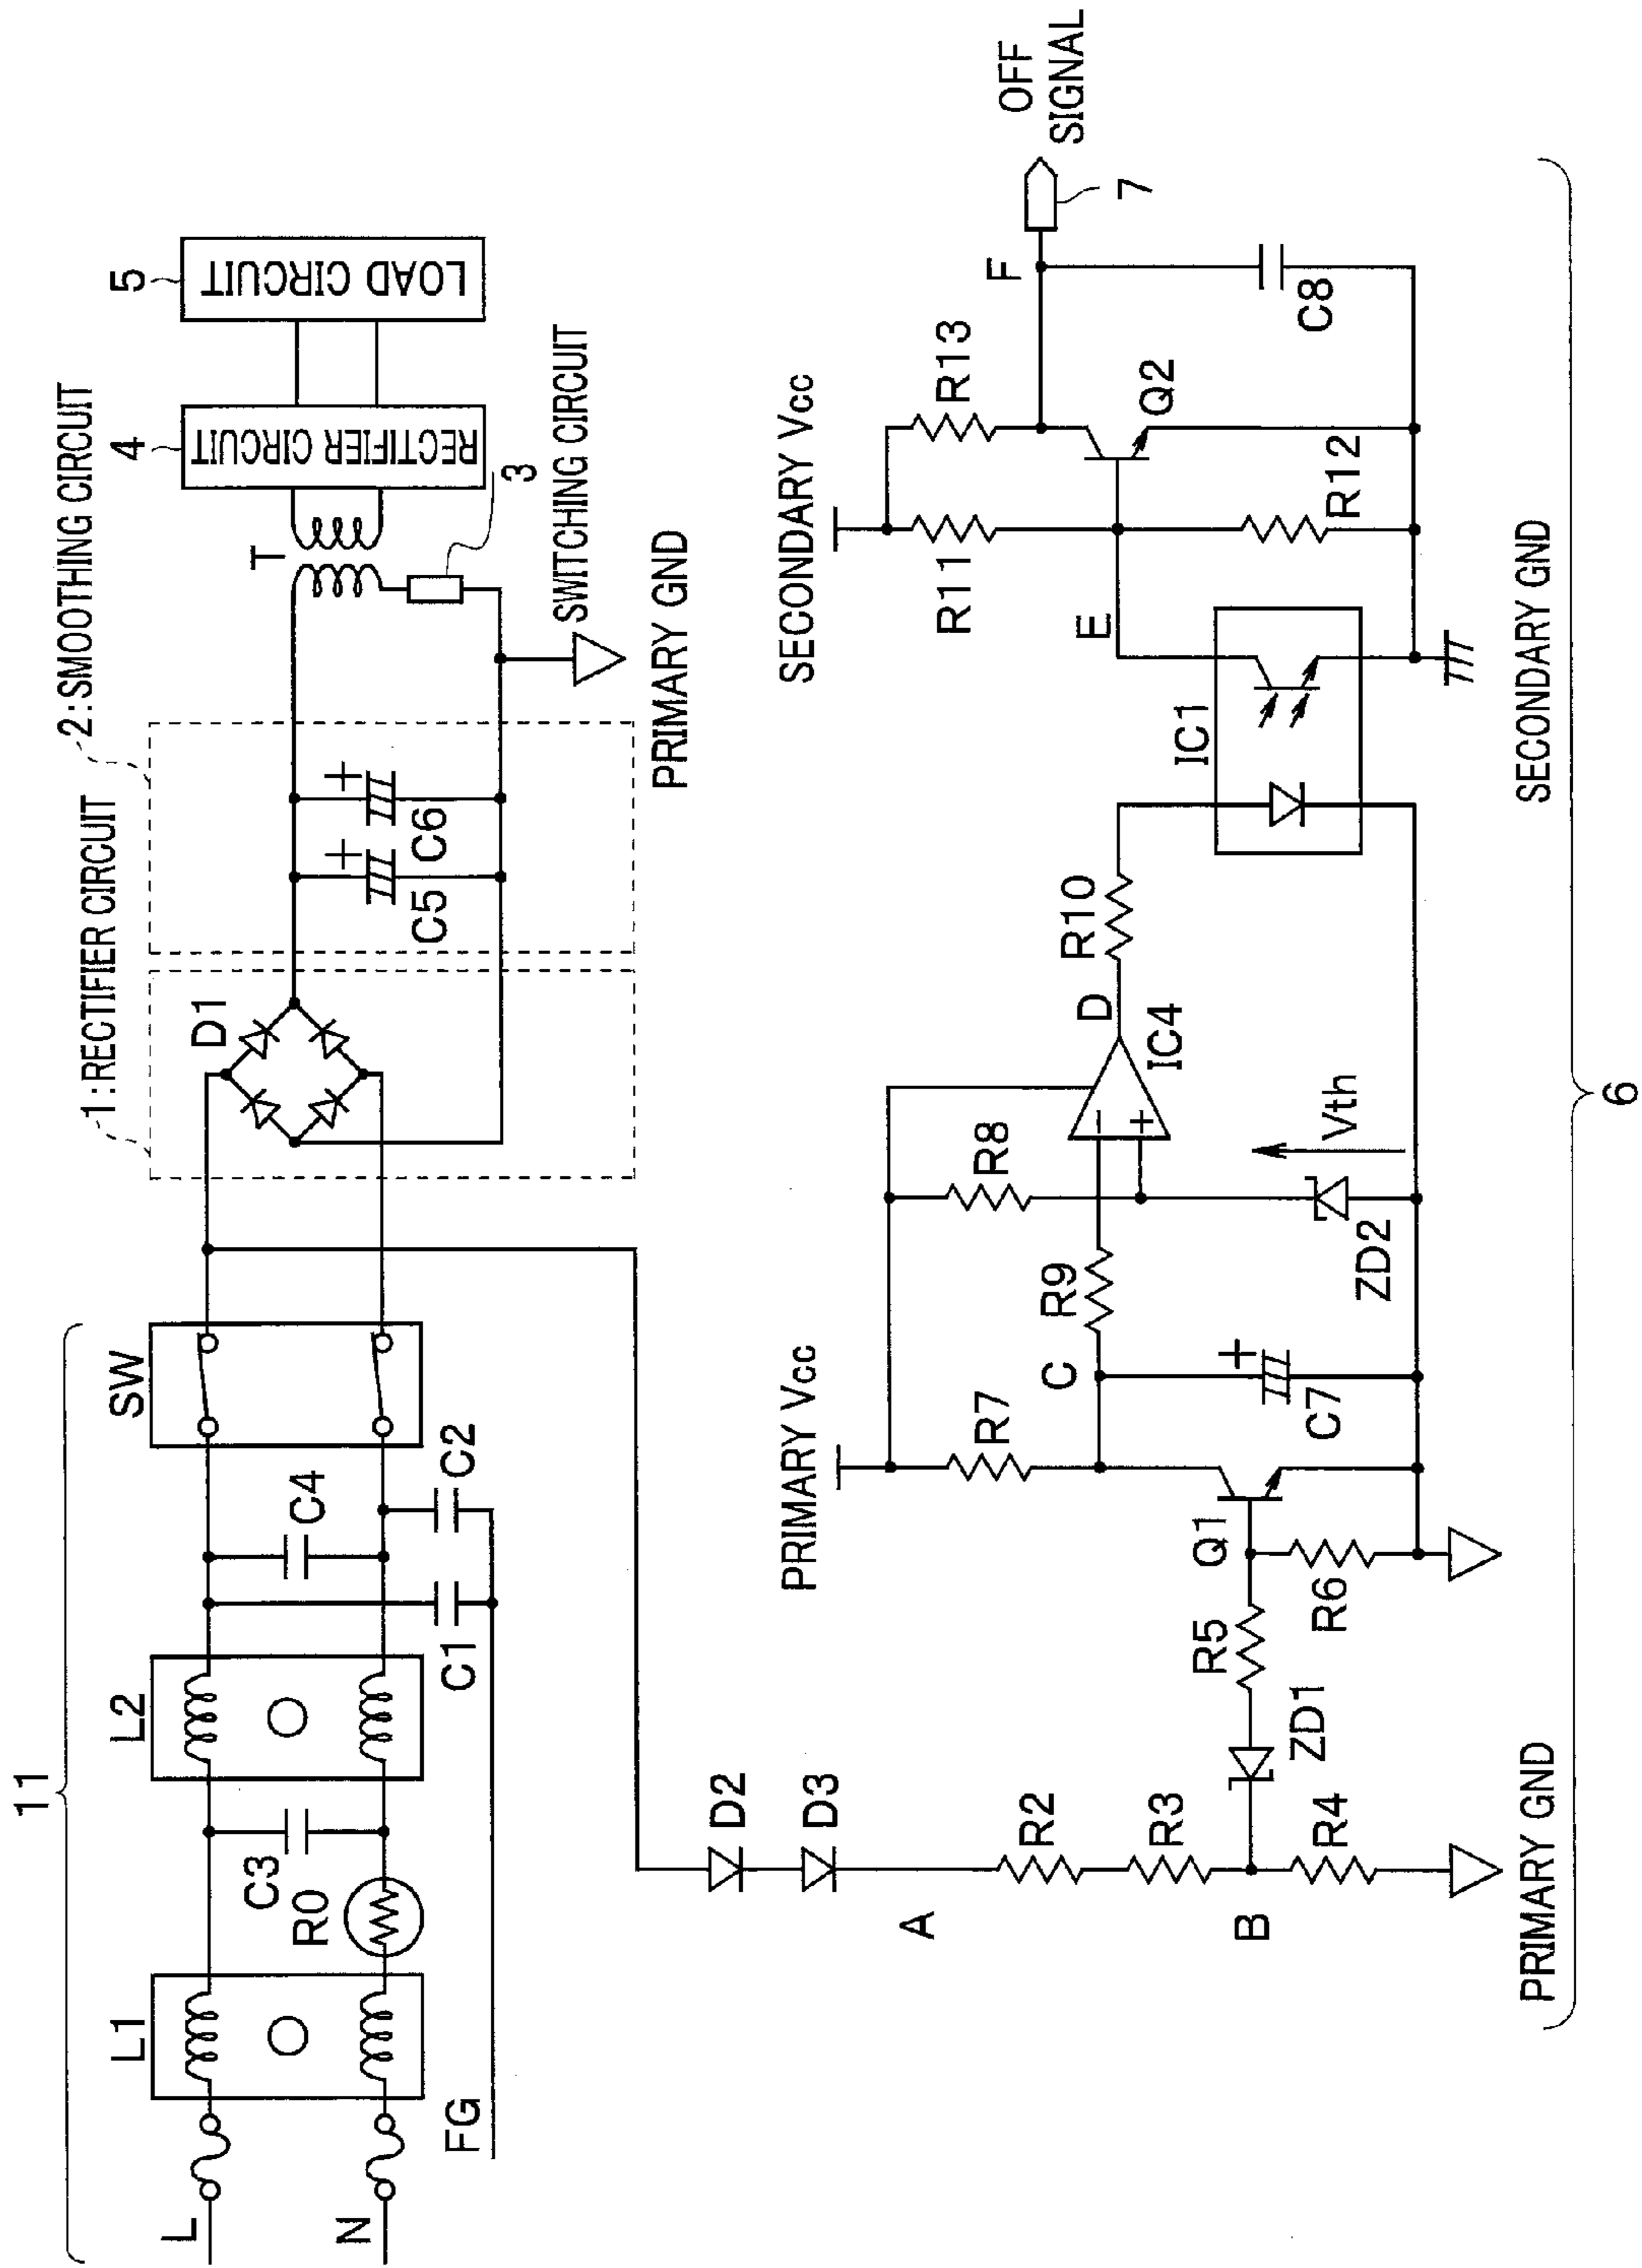 11
L1
L2
SW
1:RECTIFIER CIRCUIT
2:SMOOTHING CIRCUIT
4
5
L
N
FG
C3
R0
C4
C1
C2
D1
C5
C6
+
+
T
RECTIFIER CIRCUIT
LOAD CIRCUIT
3
SWITCHING CIRCUIT
PRIMARY GND
D2
D3
A
R2
R3
B
R4
PRIMARY GND
ZD1
R5
Q1
R6
PRIMARY Vcc
R7
C
+
C7
R9
R8
−
+
ZD2
Vth
D
IC4
R10
IC1
E
SECONDARY Vcc
R11
R13
R12
Q2
F
C8
7
OFF
SIGNAL
SECONDARY GND
6